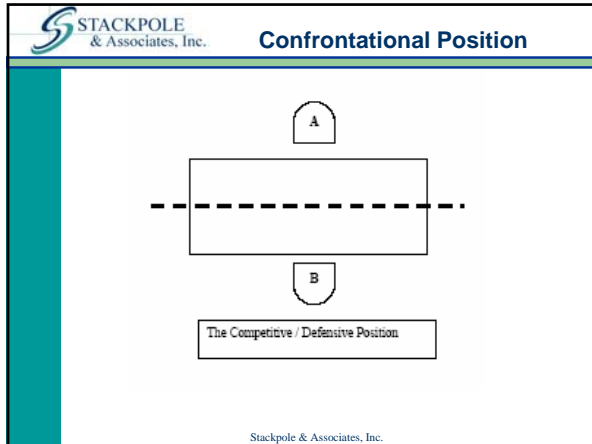 STACKPOLE
& Associates, Inc.
Confrontational Position
A
B
The Competitive / Defensive Position
Stackpole & Associates, Inc.